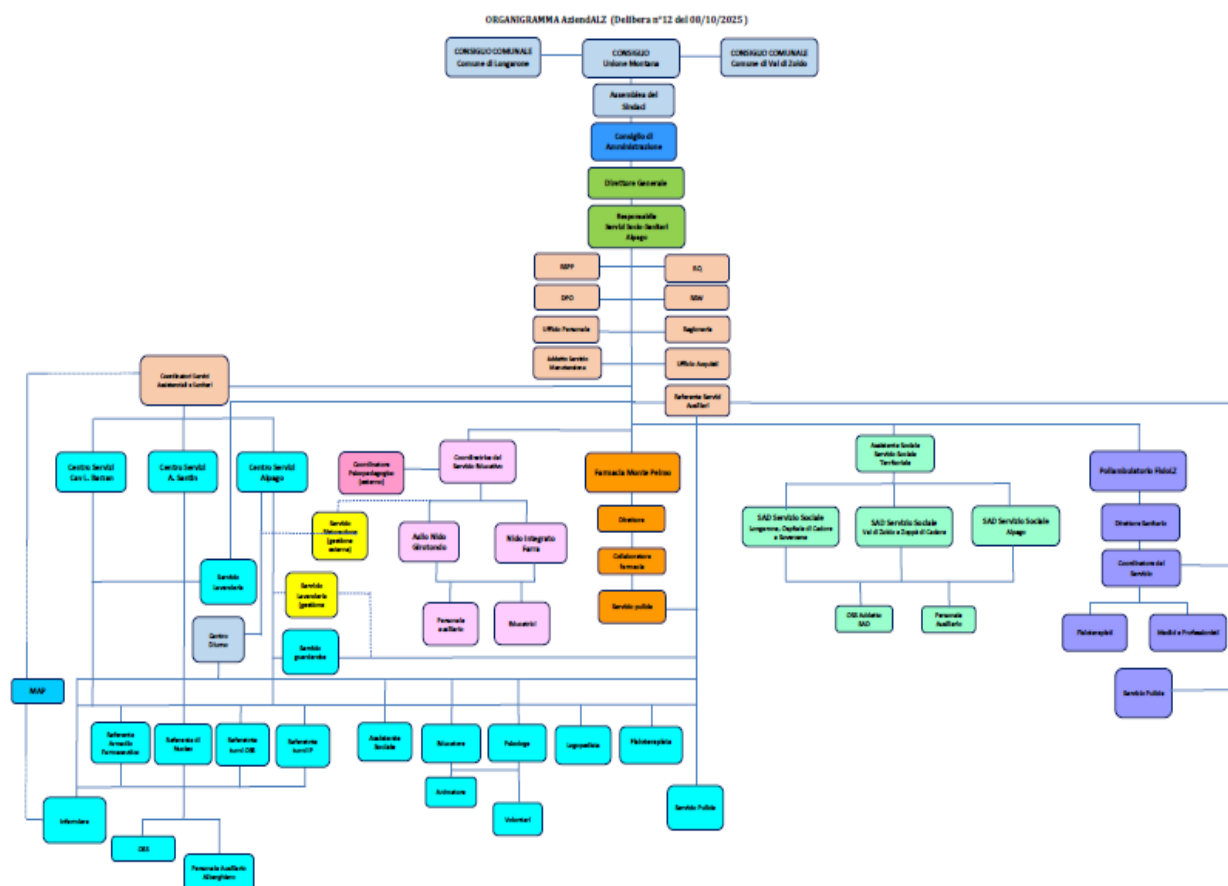 ORGANIGRAMMA AziendALZ (Delibera n°12 del 08/10/2025)
CONSIGLIO COMUNALE
Comune di Longarone
CONSIGLIO
Unione Montana
CONSIGLIO COMUNALE
Comune di Val di Zoldo
Assemblea dei
Sindaci
Consiglio di
Amministrazione
Direttore Generale
Responsabile
Servizi Socio Sanitari
Alpago
RSPP
RQ
DPO
Ufficio Personale
Ragioneria
Addetto Servizio
Manutenzione
Ufficio Acquisti
Coordinatori Servizi
Assistenziali e Sanitari
Referente Servizi
Ausiliari
Centro Servizi
Cav L. Barzan
Centro Servizi
A. Santin
Centro Servizi
Alpago
Coordinatore
Psicopedagogico
(esterno)
Coordinatrice del
Servizio Educativo
Farmacia Monte Pelmo
Assistente Sociale
Servizio Sociale
Territoriale
Poliambulatorio FisioLZ
Servizio
Ristorazione
(gestione
esterna)
Asilo Nido
Girotondo
Nido Integrato
Farra
Direttore
SAD Servizio Sociale
Longarone, Ospitale di Cadore
e Soverzene
SAD Servizio Sociale
Val di Zoldo e Zoppè di Cadore
SAD Servizio Sociale
Alpago
Direttore Sanitario
Servizio
Lavanderia
Servizio
Lavanderia
(gestione
Collaboratore
farmacia
Coordinatore del
Servizio
Centro
Diurno
Servizio
guardaroba
Personale
ausiliario
Educatrici
Servizio pulizie
OSS Addetto
SAD
Personale
Ausiliario
Fisioterapisti
Medici e Professionisti
MAP
Servizio Pulizie
Referente
Armadio
Farmaceutico
Referente di
Nucleo
Referente
turni OSS
Referente
turni IP
Assistente
Sociale
Educatore
Psicologo
Logopedista
Fisioterapista
Animatore
Volontari
Servizio Pulizie
Infermiere
OSS
Personale Ausiliario
Alberghiero